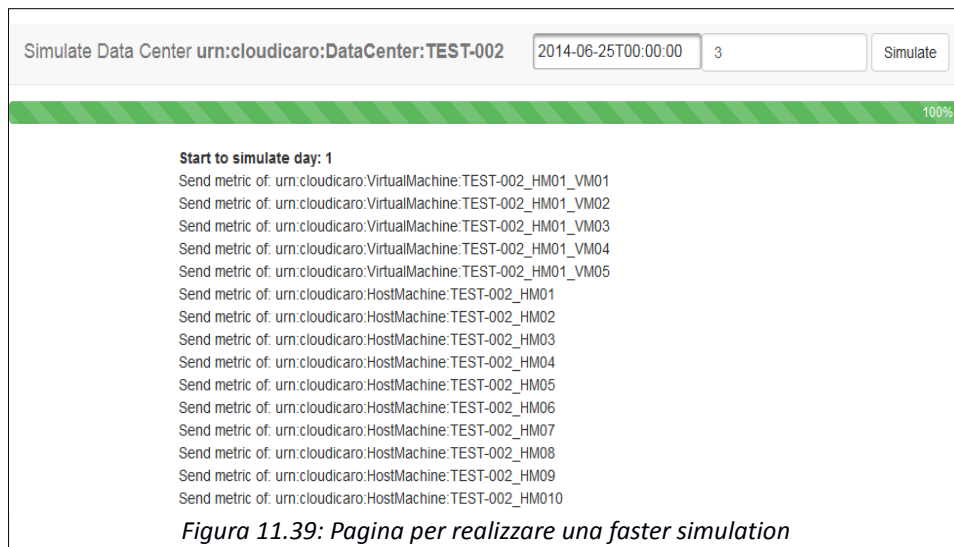 Simulate Data Center urn:cloudicaro:DataCenter:TEST-002 2014-06-25T00:00:00 3 Simulate
100%
Start to simulate day: 1
Send metric of: urn:cloudicaro:VirtualMachine:TEST-002_HM01_VM01
Send metric of: urn:cloudicaro:VirtualMachine:TEST-002_HM01_VM02
Send metric of: urn:cloudicaro:VirtualMachine:TEST-002_HM01_VM03
Send metric of: urn:cloudicaro:VirtualMachine:TEST-002_HM01_VM04
Send metric of: urn:cloudicaro:VirtualMachine:TEST-002_HM01_VM05
Send metric of: urn:cloudicaro:HostMachine:TEST-002_HM01
Send metric of: urn:cloudicaro:HostMachine:TEST-002_HM02
Send metric of: urn:cloudicaro:HostMachine:TEST-002_HM03
Send metric of: urn:cloudicaro:HostMachine:TEST-002_HM04
Send metric of: urn:cloudicaro:HostMachine:TEST-002_HM05
Send metric of: urn:cloudicaro:HostMachine:TEST-002_HM06
Send metric of: urn:cloudicaro:HostMachine:TEST-002_HM07
Send metric of: urn:cloudicaro:HostMachine:TEST-002_HM08
Send metric of: urn:cloudicaro:HostMachine:TEST-002_HM09
Send metric of: urn:cloudicaro:HostMachine:TEST-002_HM010
Figura 11.39: Pagina per realizzare una faster simulation